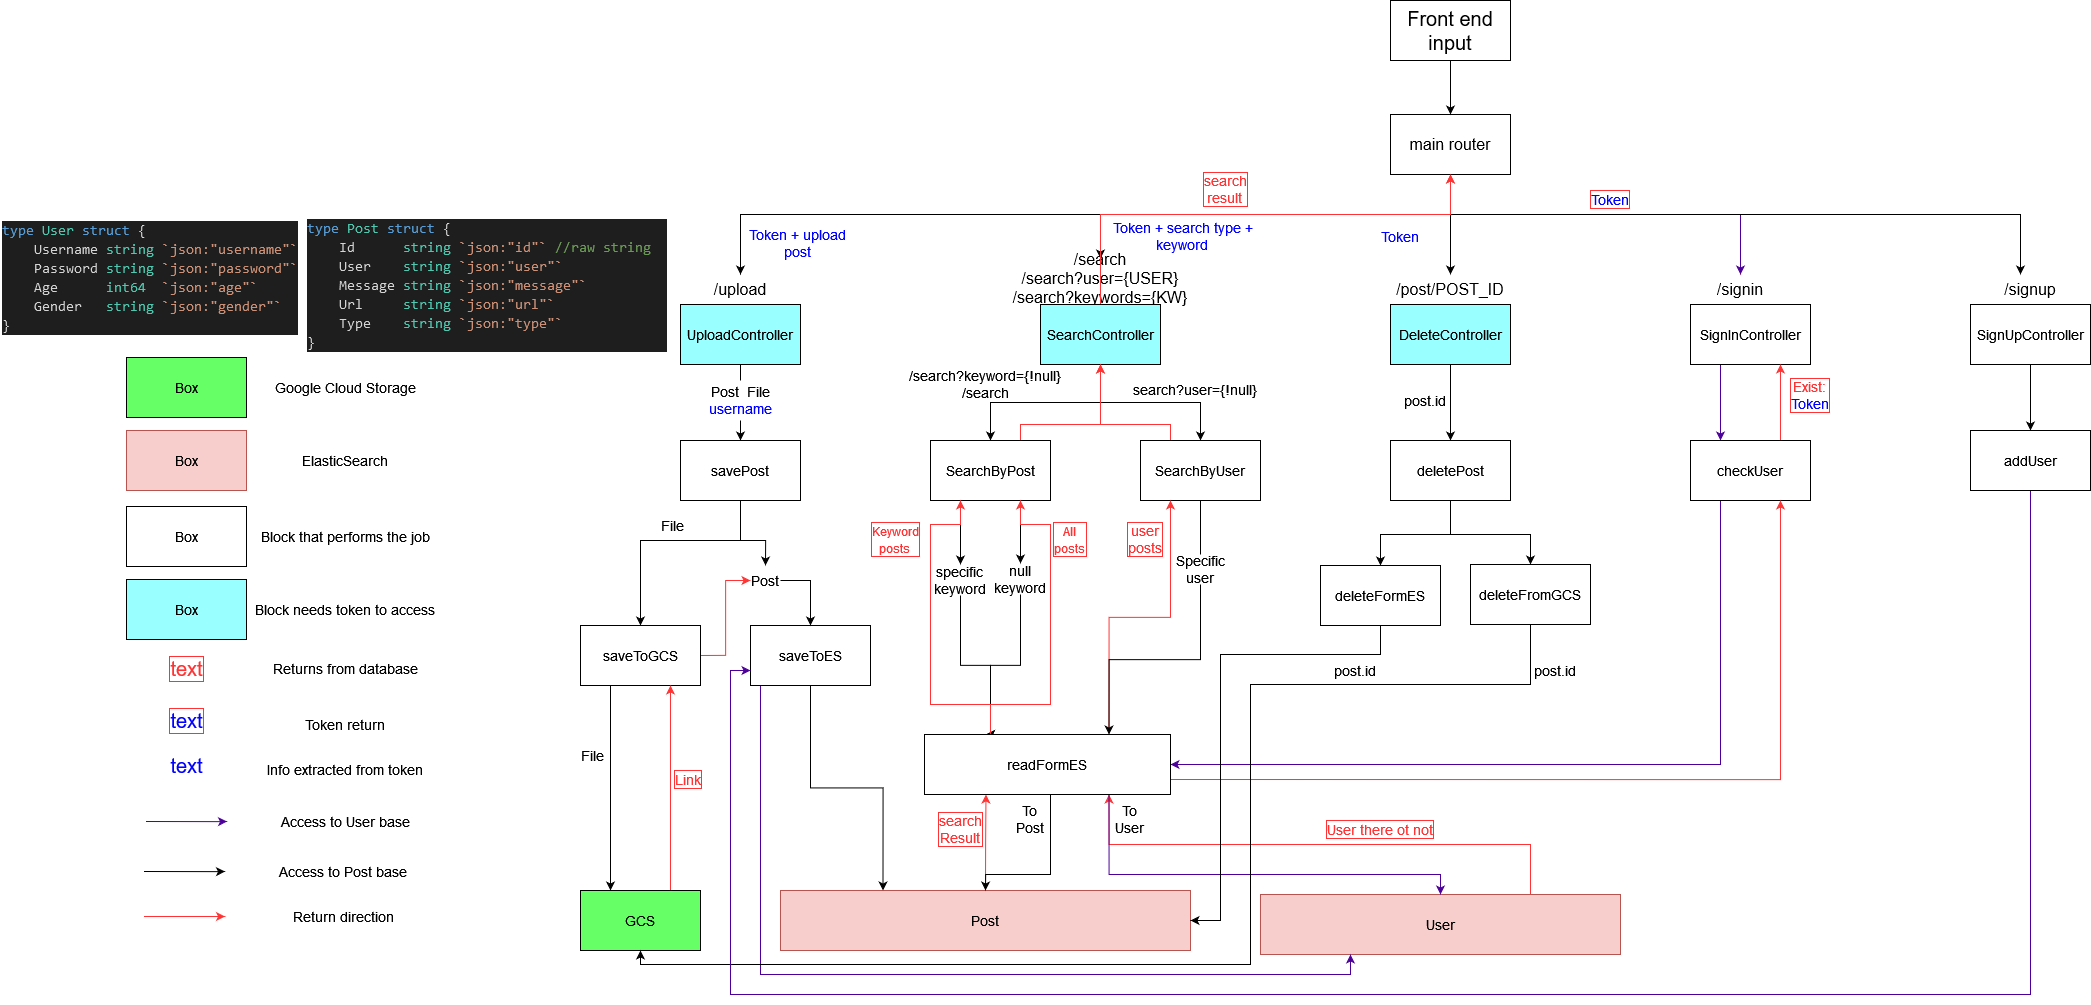 Front end
input
main router
search
result
Token
Token + upload
post
Token + search type +
keyword
Token
type User struct {
Username string `json:"username"`
Password string `json:"password"`
Age int64 `json:"age"`
Gender string `json:"gender"`
}
type Post struct {
Id string `json:"id"` //raw string
User string `json:"user"`
Message string `json:"message"`
Url string `json:"url"`
Type string `json:"type"`
}
/upload
/search
/search?user={USER}
/search?keywords={KW}
/post/POST_ID
/signin
/signup
UploadController
SearchController
DeleteController
SignInController
SignUpController
Box
Google Cloud Storage
Box
ElasticSearch
Box
Block that performs the job
Box
Block needs token to access
text
Returns from database
text
Token return
text
Info extracted from token
Access to User base
Access to Post base
Return direction
Post File
username
/search?keyword={!null}
/search
search?user={!null}
post.id
Exist:
Token
savePost
SearchByPost
SearchByUser
deletePost
checkUser
addUser
File
Keyword
posts
All
posts
user
posts
Post
specific
keyword
null
keyword
Specific
user
deleteFormES
deleteFromGCS
saveToGCS
saveToES
post.id
post.id
File
Link
readFormES
search
Result
To
Post
To
User
User there ot not
GCS
Post
User